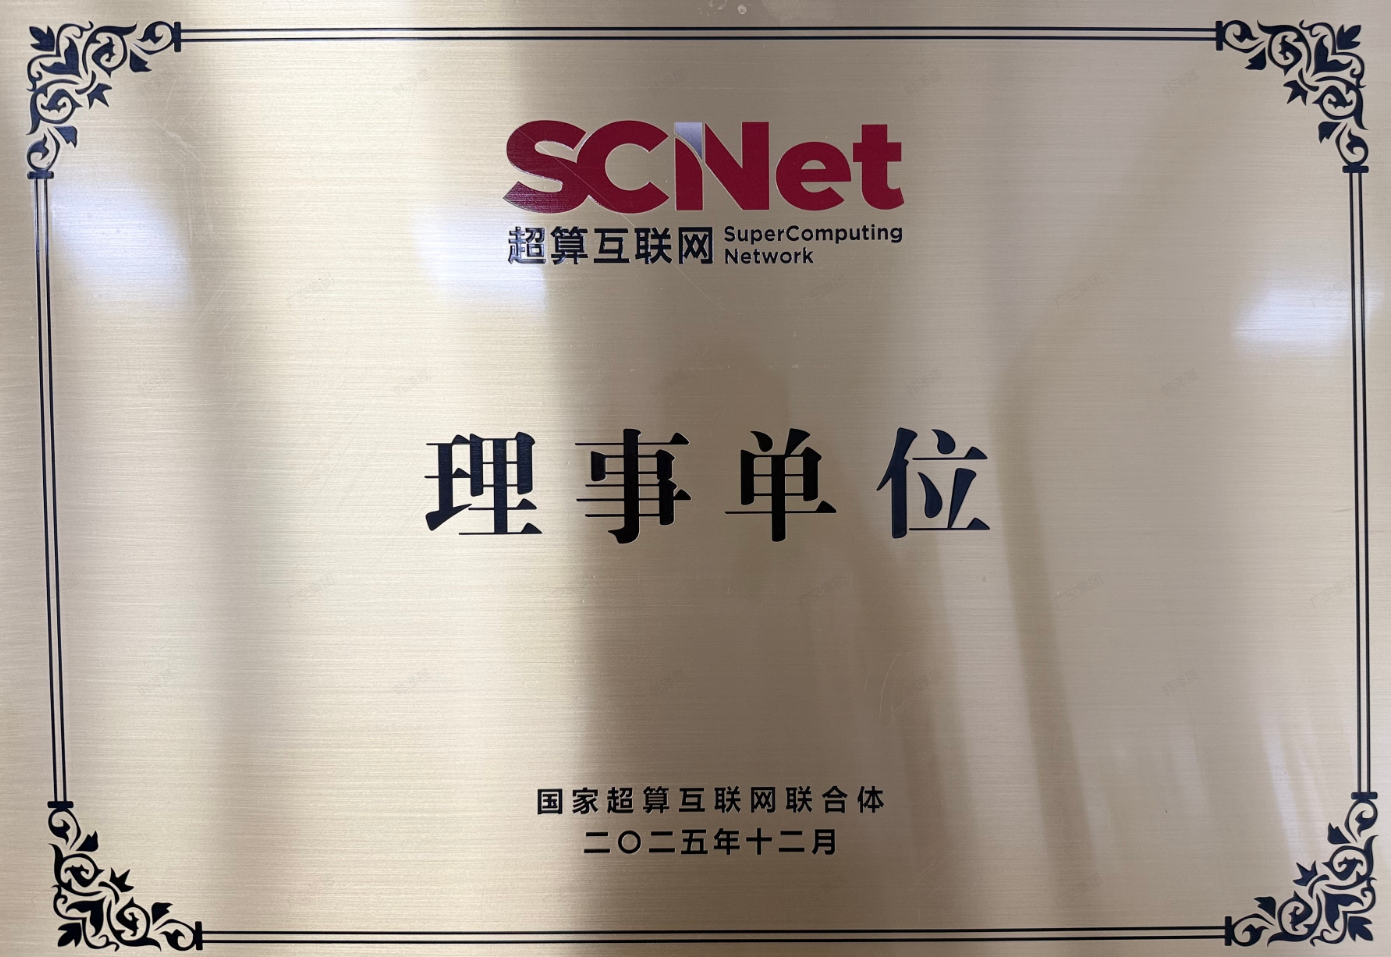 SCNet
超算互联网 SuperComputing
Network
理事单位
国家超算互联网联合体
二〇二五年十二月